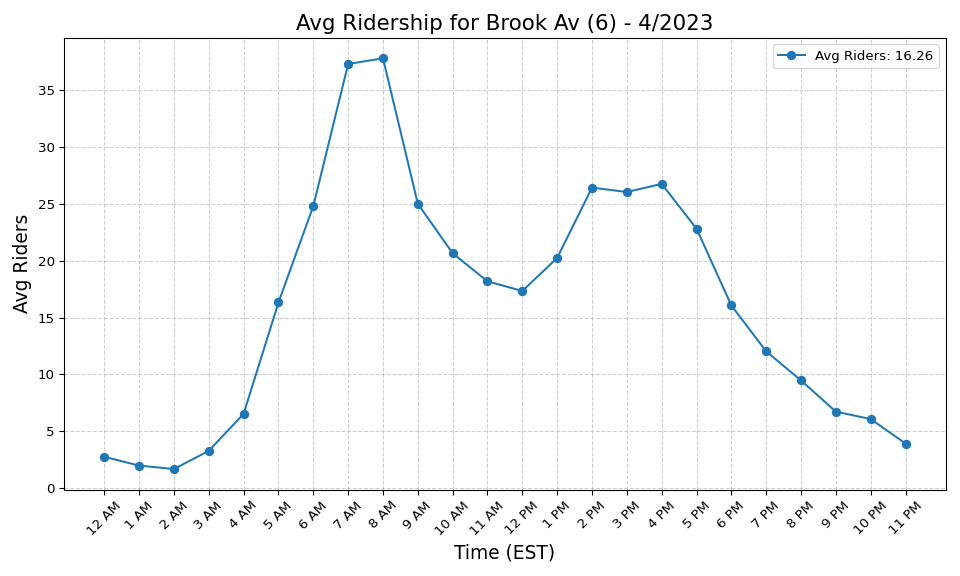 Avg Ridership for Brook Av (6) - 4/2023
Avg Riders: 16.26
Avg Riders
35
30
25
20
15
10
5
0
12 AM 1 AM 2 AM 3 AM 4 AM 5 AM 6 AM 7 AM 8 AM 9 AM 10 AM 11 AM 12 PM 1 PM 2 PM 3 PM 4 PM 5 PM 6 PM 7 PM 8 PM 9 PM 10 PM 11 PM
Time (EST)